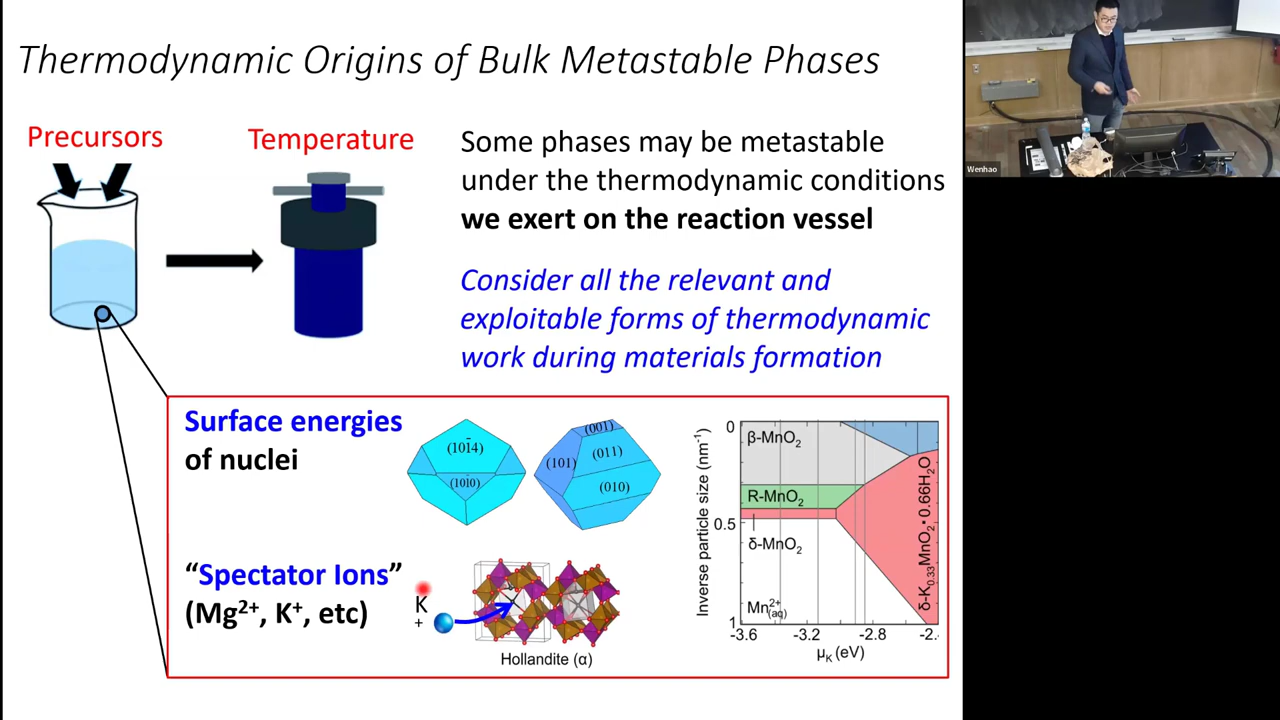 Thermodynamic Origins of Bulk Metastable Phases
Precursors
Temperature
Some phases may be metastable
under the thermodynamic conditions
we exert on the reaction vessel
Consider all the relevant and
exploitable forms of thermodynamic
work during materials formation
Surface energies
of nuclei
(101̄4)
(101̄0)
(001)
(101)
(011)
(010)
“Spectator Ions”
(Mg²⁺, K⁺, etc)
K
+
Hollandite (α)
Inverse particle size (nm⁻¹)
0
0.5
1
β-MnO₂
R-MnO₂
δ-MnO₂
Mn²⁺(aq)
δ-K₀.₃₃MnO₂·0.66H₂O
-3.6
-3.2
-2.8
-2.
μK (eV)
Wenhao